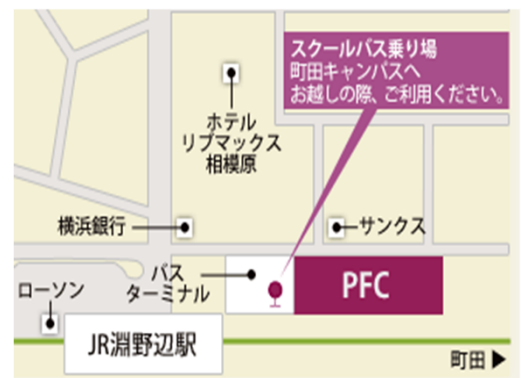 スクールバス乗り場
町田キャンパスへ
お越しの際、ご利用ください。
ホテル
リブマックス
相模原
横浜銀行
サンクス
バス
ターミナル
PFC
ローソン
JR淵野辺駅
町田▶